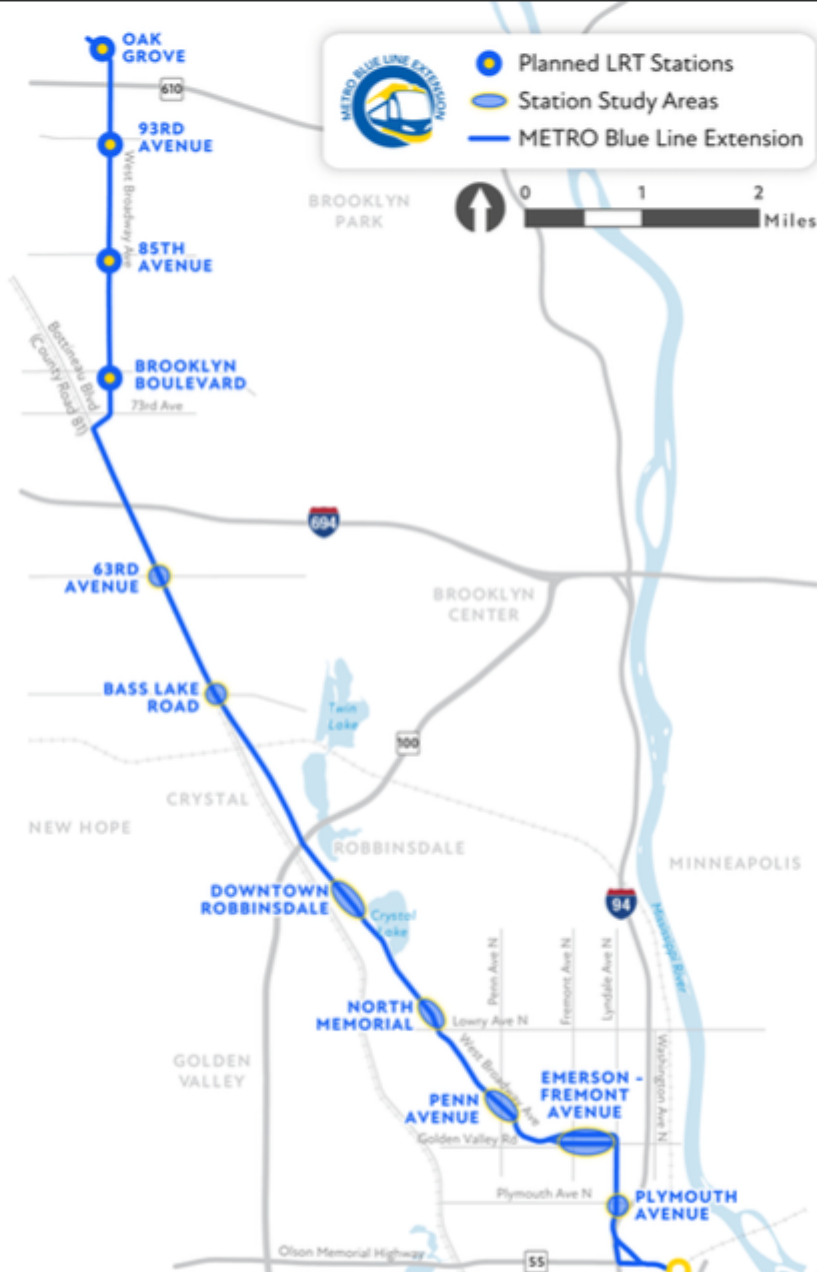 OAK
GROVE
610
METRO BLUE LINE EXTENSION
Planned LRT Stations
Station Study Areas
METRO Blue Line Extension
93RD
AVENUE
West Broadway Ave
BROOKLYN
PARK
0 1 2
Miles
85TH
AVENUE
Bottineau Blvd
(County Road 81)
BROOKLYN
BOULEVARD
73rd Ave
694
63RD
AVENUE
BROOKLYN
CENTER
BASS LAKE
ROAD
Twin
Lake
100
CRYSTAL
NEW HOPE
ROBBINSDALE
MINNEAPOLIS
DOWNTOWN
ROBBINSDALE
Crystal
Lake
94
Mississippi River
Penn Ave N
Fremont Ave N
Lyndale Ave N
NORTH
MEMORIAL
Lowry Ave N
West Broadway Ave
Washington Ave N
GOLDEN
VALLEY
PENN
AVENUE
EMERSON -
FREMONT
AVENUE
Golden Valley Rd
Plymouth Ave N
PLYMOUTH
AVENUE
Olson Memorial Highway
55